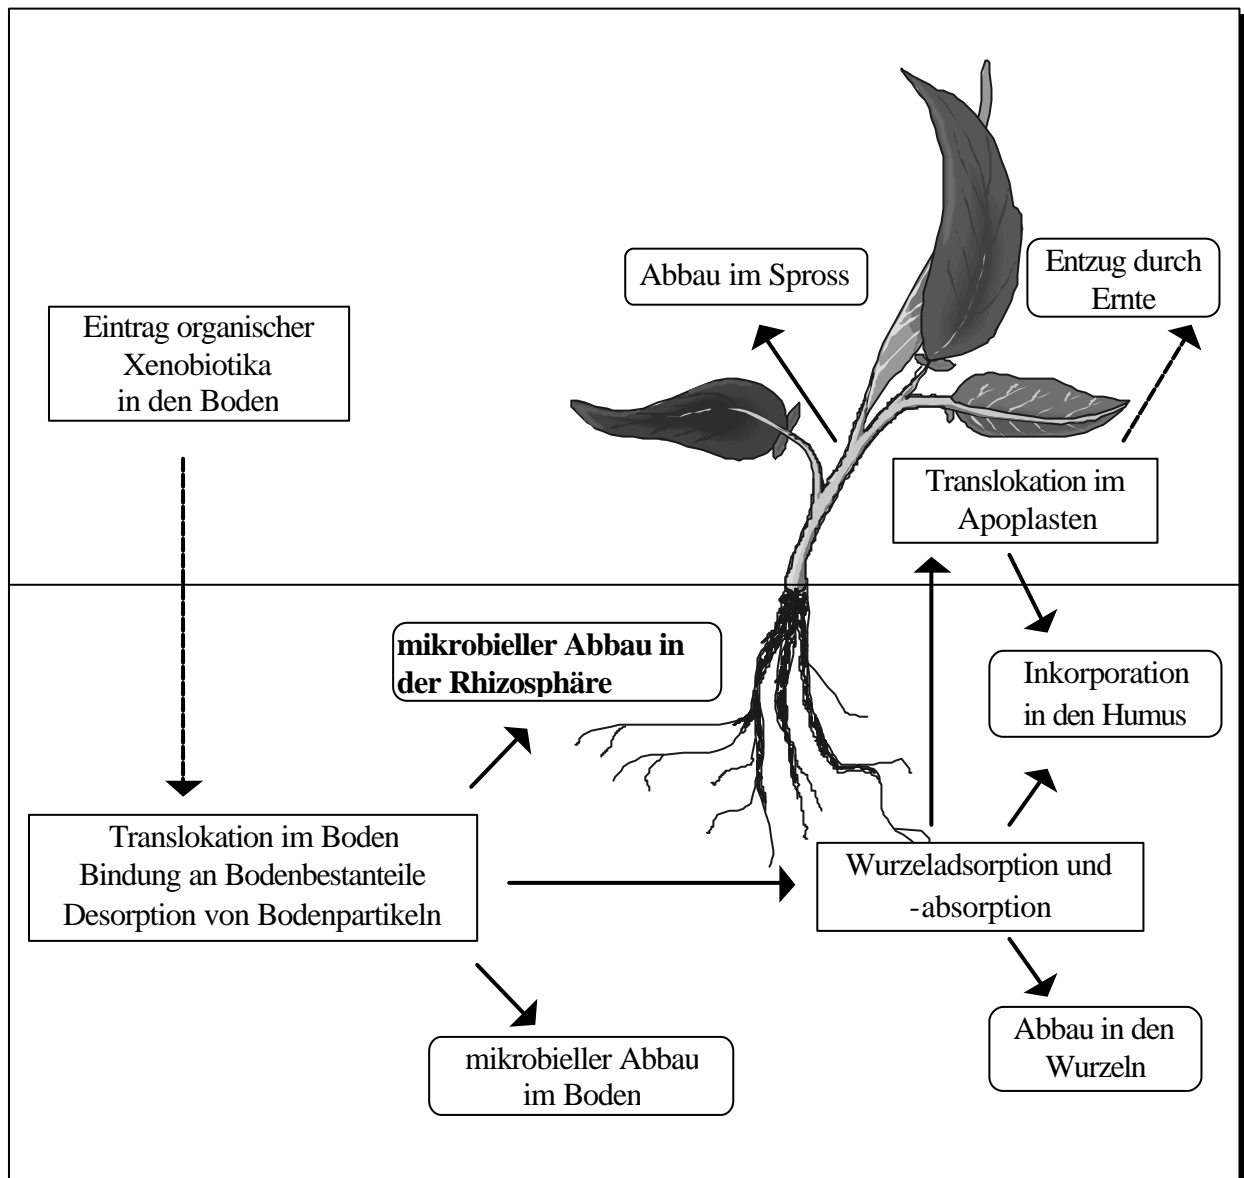 Abbau im Spross
Entzug durch
Ernte
Eintrag organischer
Xenobiotika
in den Boden
Translokation im
Apoplasten
mikrobieller Abbau in
der Rhizosphäre
Inkorporation
in den Humus
Translokation im Boden
Bindung an Bodenbestanteile
Desorption von Bodenpartikeln
Wurzeladsorption und
-absorption
mikrobieller Abbau
im Boden
Abbau in den
Wurzeln